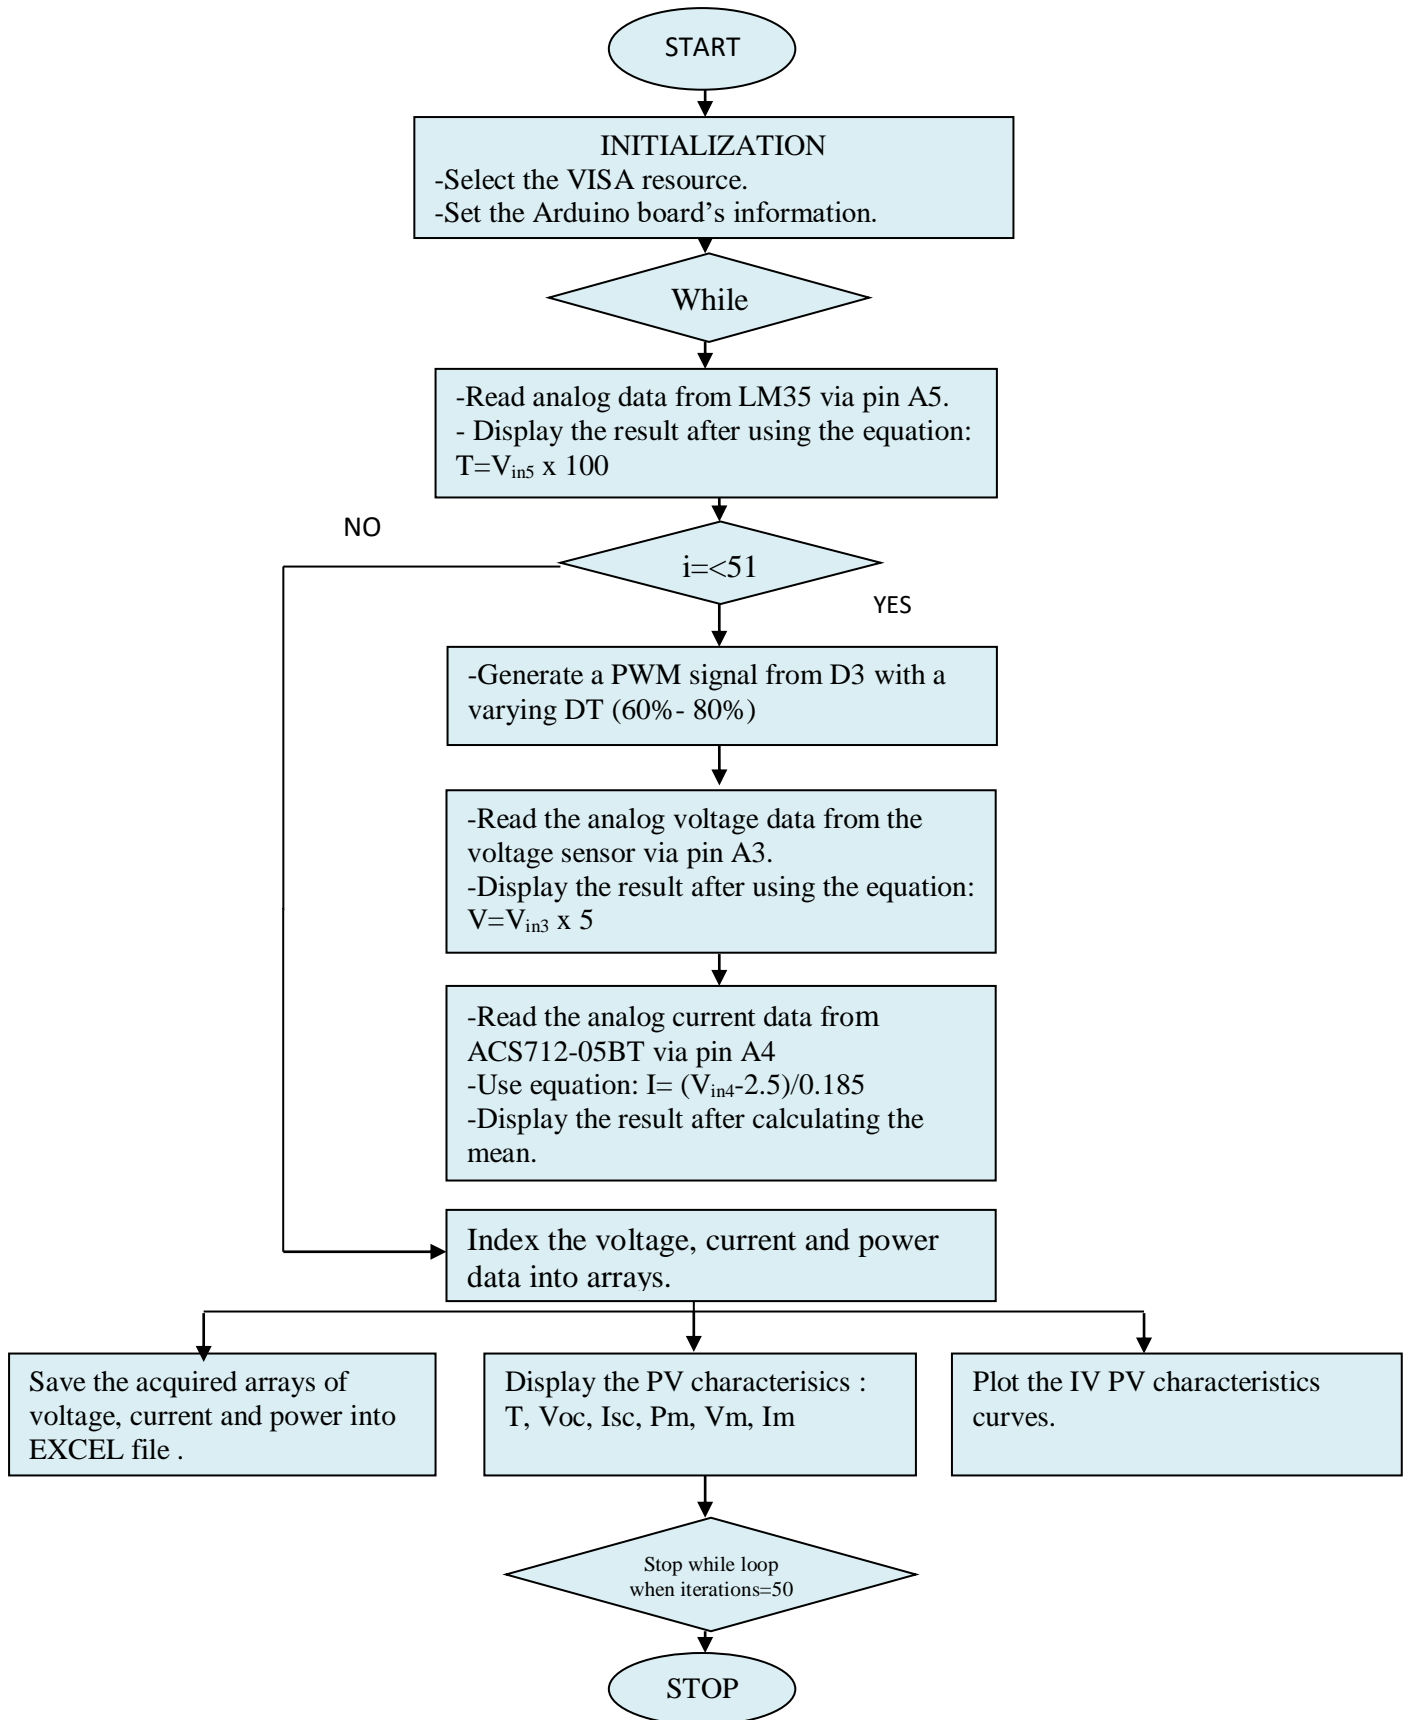 START
INITIALIZATION
-Select the VISA resource.
-Set the Arduino board’s information.
While
-Read analog data from LM35 via pin A5.
- Display the result after using the equation:
T=Vin5 x 100
NO
i=<51
YES
-Generate a PWM signal from D3 with a
varying DT (60%- 80%)
-Read the analog voltage data from the
voltage sensor via pin A3.
-Display the result after using the equation:
V=Vin3 x 5
-Read the analog current data from
ACS712-05BT via pin A4
-Use equation: I= (Vin4-2.5)/0.185
-Display the result after calculating the
mean.
Index the voltage, current and power
data into arrays.
Save the acquired arrays of
voltage, current and power into
EXCEL file .
Display the PV characterisics :
T, Voc, Isc, Pm, Vm, Im
Plot the IV PV characteristics
curves.
Stop while loop
when iterations=50
STOP